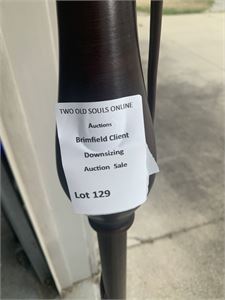 TWO OLD SOULS ONLINE
Auctions
Brimfield Client
Downsizing
Auction Sale
Lot 129